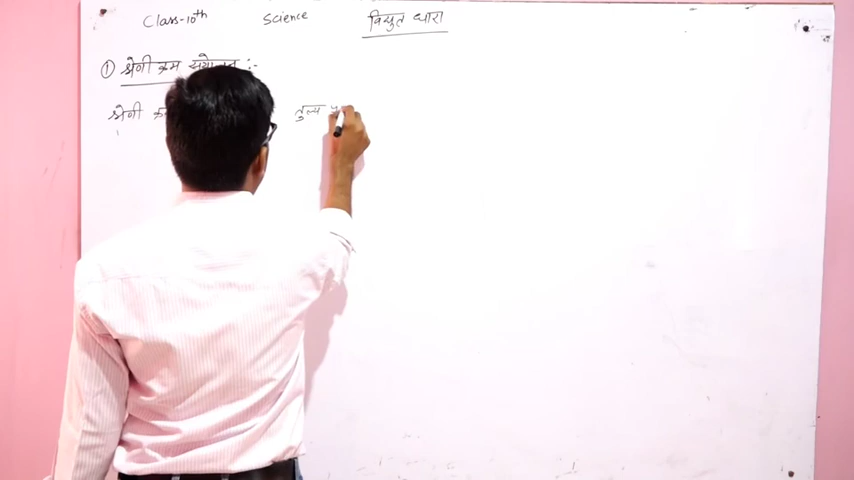 Class-10th Science विद्युत धारा
① श्रेणी क्रम संयोजन :-
श्रेणी तुल्य